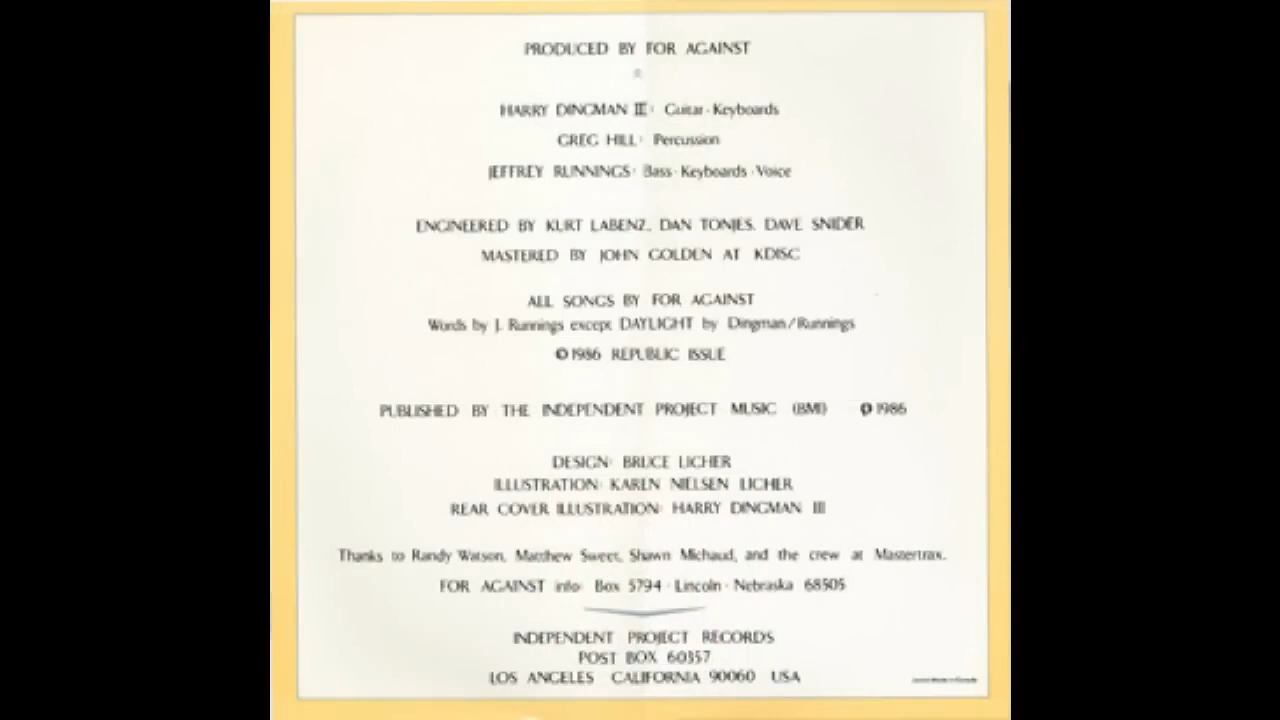 PRODUCED BY FOR AGAINST
HARRY DINGMAN III: Guitar · Keyboards
GREG HILL: Percussion
JEFFREY RUNNINGS: Bass · Keyboards · Voice
ENGINEERED BY KURT LABENZ, DAN TONJES, DAVE SNIDER
MASTERED BY JOHN GOLDEN AT KDISC
ALL SONGS BY FOR AGAINST
Words by J. Runnings except DAYLIGHT by Dingman/Runnings
©1986 REPUBLIC ISSUE
PUBLISHED BY THE INDEPENDENT PROJECT MUSIC (BMI) ℗ 1986
DESIGN: BRUCE LICHER
ILLUSTRATION: KAREN NIELSEN LICHER
REAR COVER ILLUSTRATION: HARRY DINGMAN III
Thanks to Randy Watson, Matthew Sweet, Shawn Michaud, and the crew at Mastertrax.
FOR AGAINST info: Box 5794 · Lincoln · Nebraska 68505
INDEPENDENT PROJECT RECORDS
POST BOX 60357
LOS ANGELES CALIFORNIA 90060 USA